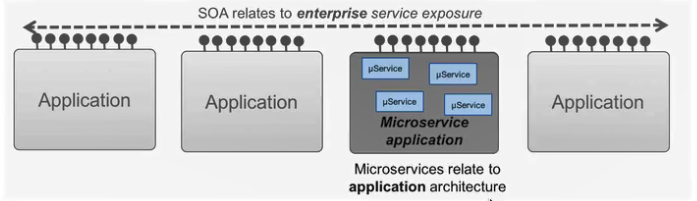 SOA relates to enterprise service exposure
Application
Application
µService
µService
µService
µService
Microservice
application
Application
Microservices relate to
application architecture